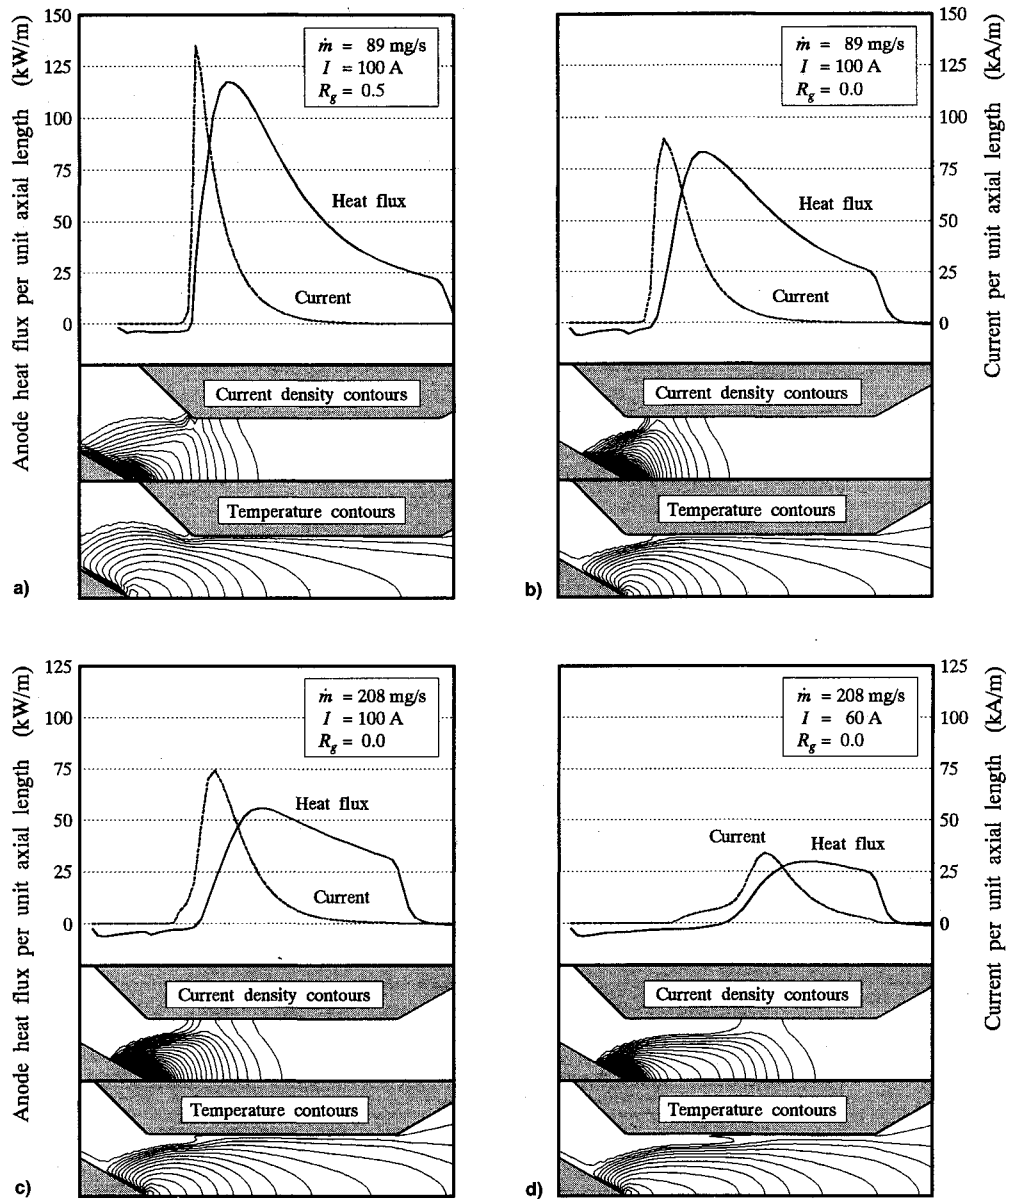 Anode heat flux per unit axial length (kW/m)
150
125
100
75
50
25
0
ṁ = 89 mg/s
I = 100 A
R_g = 0.5
Heat flux
Current
Current density contours
Temperature contours
a)
ṁ = 89 mg/s
I = 100 A
R_g = 0.0
Heat flux
Current
150
125
100
75
50
25
0
Current per unit axial length (kA/m)
Current density contours
Temperature contours
b)
Anode heat flux per unit axial length (kW/m)
125
100
75
50
25
0
ṁ = 208 mg/s
I = 100 A
R_g = 0.0
Heat flux
Current
Current density contours
Temperature contours
c)
ṁ = 208 mg/s
I = 60 A
R_g = 0.0
Current
Heat flux
125
100
75
50
25
0
Current per unit axial length (kA/m)
Current density contours
Temperature contours
d)